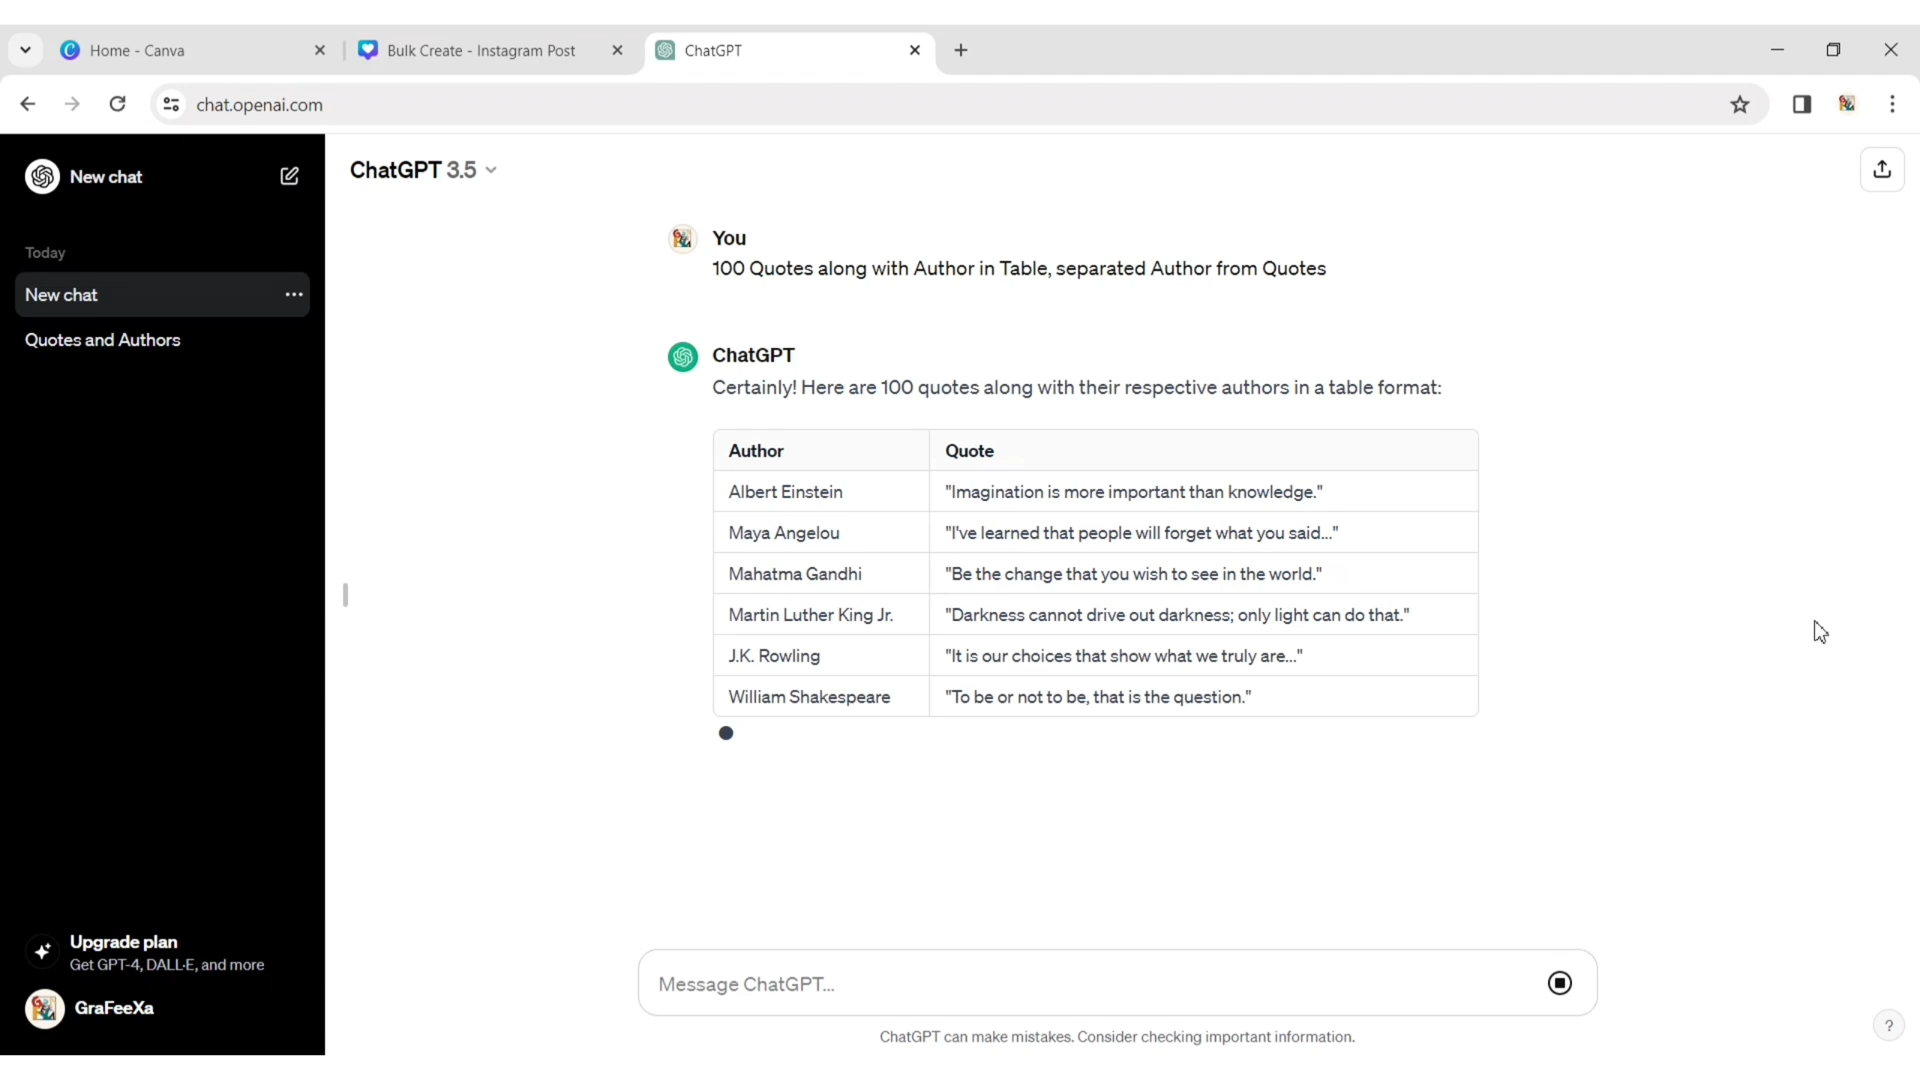 Home - Canva
Bulk Create - Instagram Post
ChatGPT
chat.openai.com
New chat
Today
New chat
Quotes and Authors
Upgrade plan
Get GPT-4, DALL·E, and more
GraFeeXa
ChatGPT 3.5
You
100 Quotes along with Author in Table, separated Author from Quotes
ChatGPT
Certainly! Here are 100 quotes along with their respective authors in a table format:
Author Quote
Albert Einstein "Imagination is more important than knowledge."
Maya Angelou "I've learned that people will forget what you said..."
Mahatma Gandhi "Be the change that you wish to see in the world."
Martin Luther King Jr. "Darkness cannot drive out darkness; only light can do that."
J.K. Rowling "It is our choices that show what we truly are..."
William Shakespeare "To be or not to be, that is the question."
Message ChatGPT...
ChatGPT can make mistakes. Consider checking important information.
?